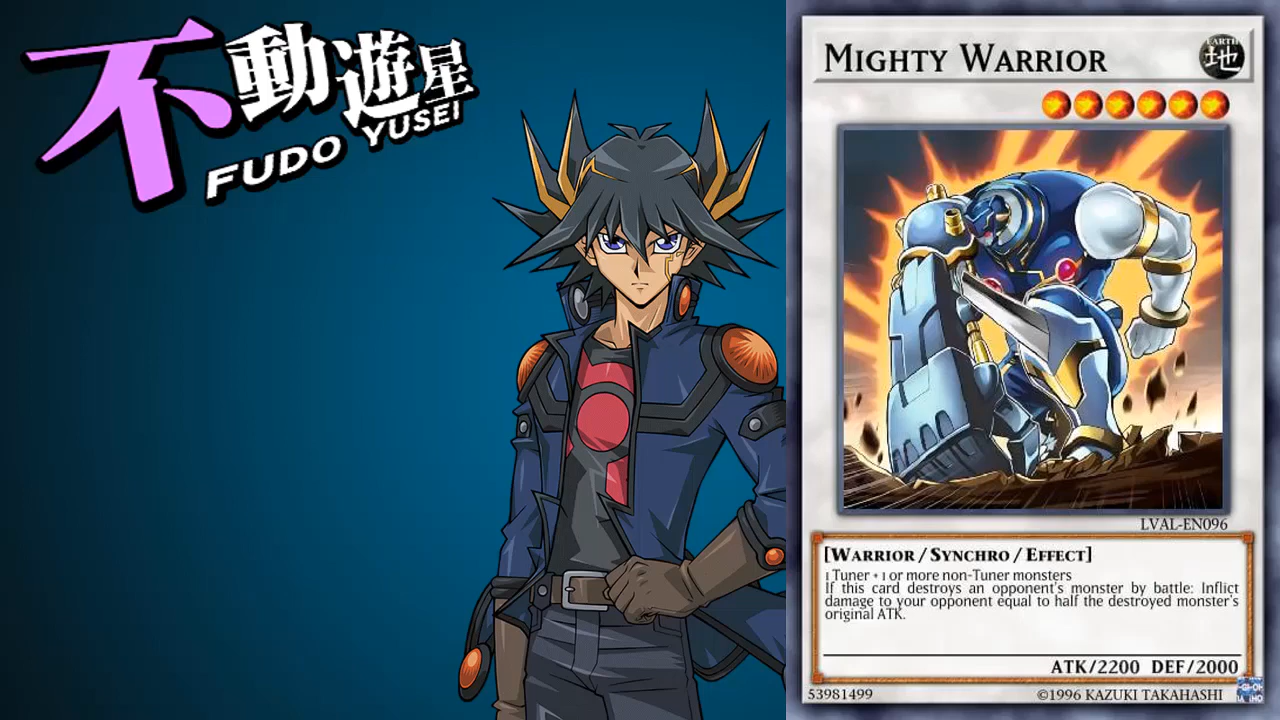 不動遊星
FUDO YUSEI
MIGHTY WARRIOR
EARTH
地
LVAL-EN096
[WARRIOR / SYNCHRO / EFFECT]
1 Tuner + 1 or more non-Tuner monsters
If this card destroys an opponent's monster by battle: Inflict
damage to your opponent equal to half the destroyed monster's
original ATK.
ATK/2200 DEF/2000
53981499
©1996 KAZUKI TAKAHASHI